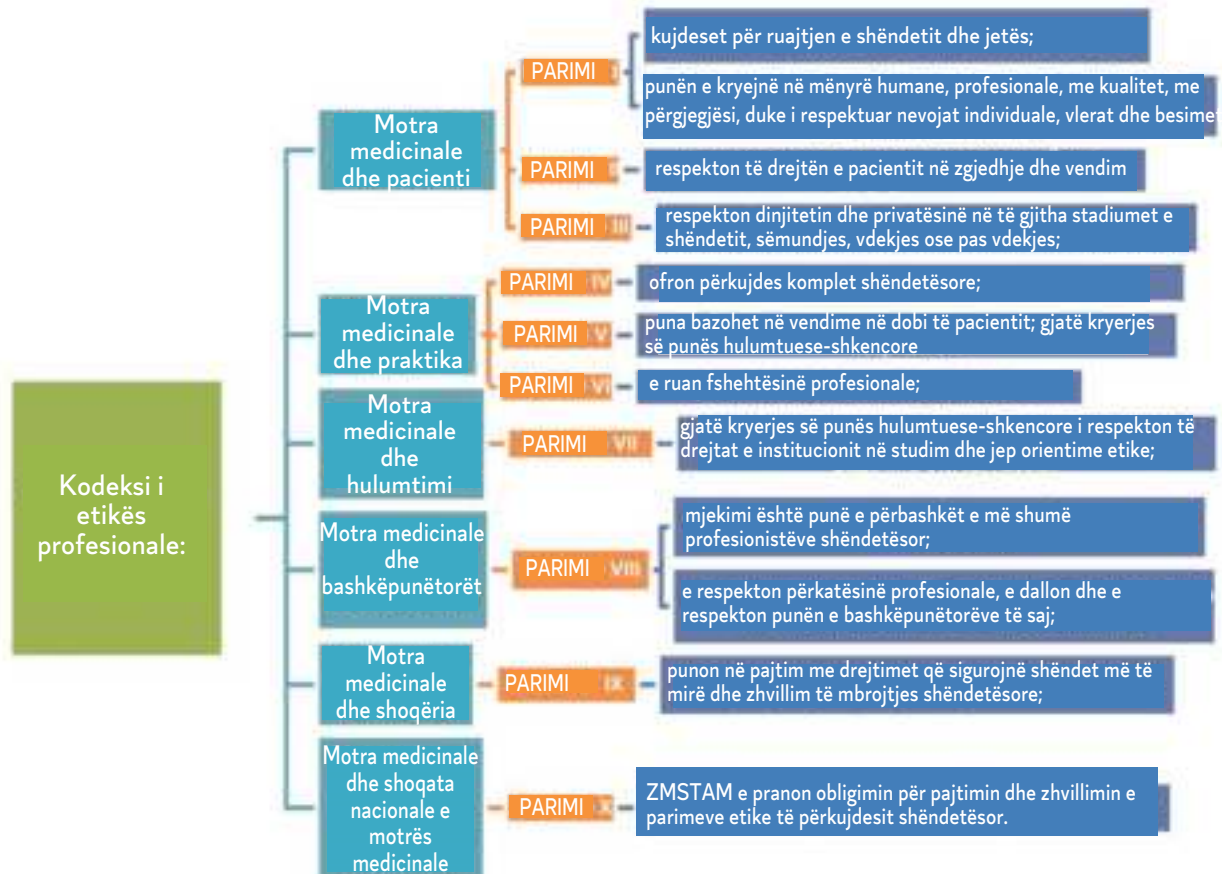 Kodeksi i
etikës
profesionale:
Motra
medicinale
dhe pacienti
PARIMI
kujdeset për ruajtjen e shëndetit dhe jetës;
punën e kryejnë në mënyrë humane, profesionale, me kualitet, me
përgjegjësi, duke i respektuar nevojat individuale, vlerat dhe besimet
PARIMI II
respekton të drejtën e pacientit në zgjedhje dhe vendim
PARIMI III
respekton dinjitetin dhe privatësinë në të gjitha stadiumet e
shëndetit, sëmundjes, vdekjes ose pas vdekjes;
Motra
medicinale
dhe praktika
PARIMI IV
ofron përkujdes komplet shëndetësore;
PARIMI V
puna bazohet në vendime në dobi të pacientit; gjatë kryerjes
së punës hulumtuese-shkencore
PARIMI VI
e ruan fshehtësinë profesionale;
Motra
medicinale
dhe
hulumtimi
PARIMI VII
gjatë kryerjes së punës hulumtuese-shkencore i respekton të
drejtat e institucionit në studim dhe jep orientime etike;
Motra medicinale
dhe
bashkëpunëtorët
PARIMI VIII
mjekimi është punë e përbashkët e më shumë
profesionistëve shëndetësor;
e respekton përkatësinë profesionale, e dallon dhe e
respekton punën e bashkëpunëtorëve të saj;
Motra
medicinale
dhe shoqëria
PARIMI IX
punon në pajtim me drejtimet që sigurojnë shëndet më të
mirë dhe zhvillim të mbrojtjes shëndetësore;
Motra medicinale
dhe shoqata
nacionale e
motrës
medicinale
PARIMI X
ZMSTAM e pranon obligimin për pajtimin dhe zhvillimin e
parimeve etike të përkujdesit shëndetësor.